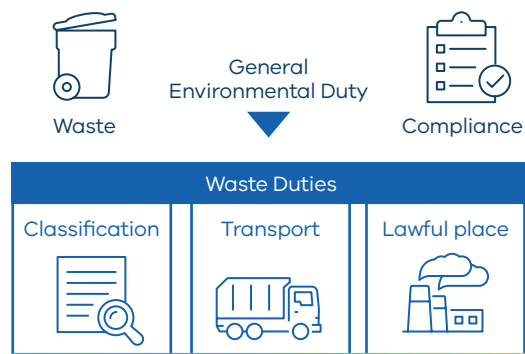 General
Environmental Duty
Waste
Compliance
Waste Duties
Classification
Transport
Lawful place